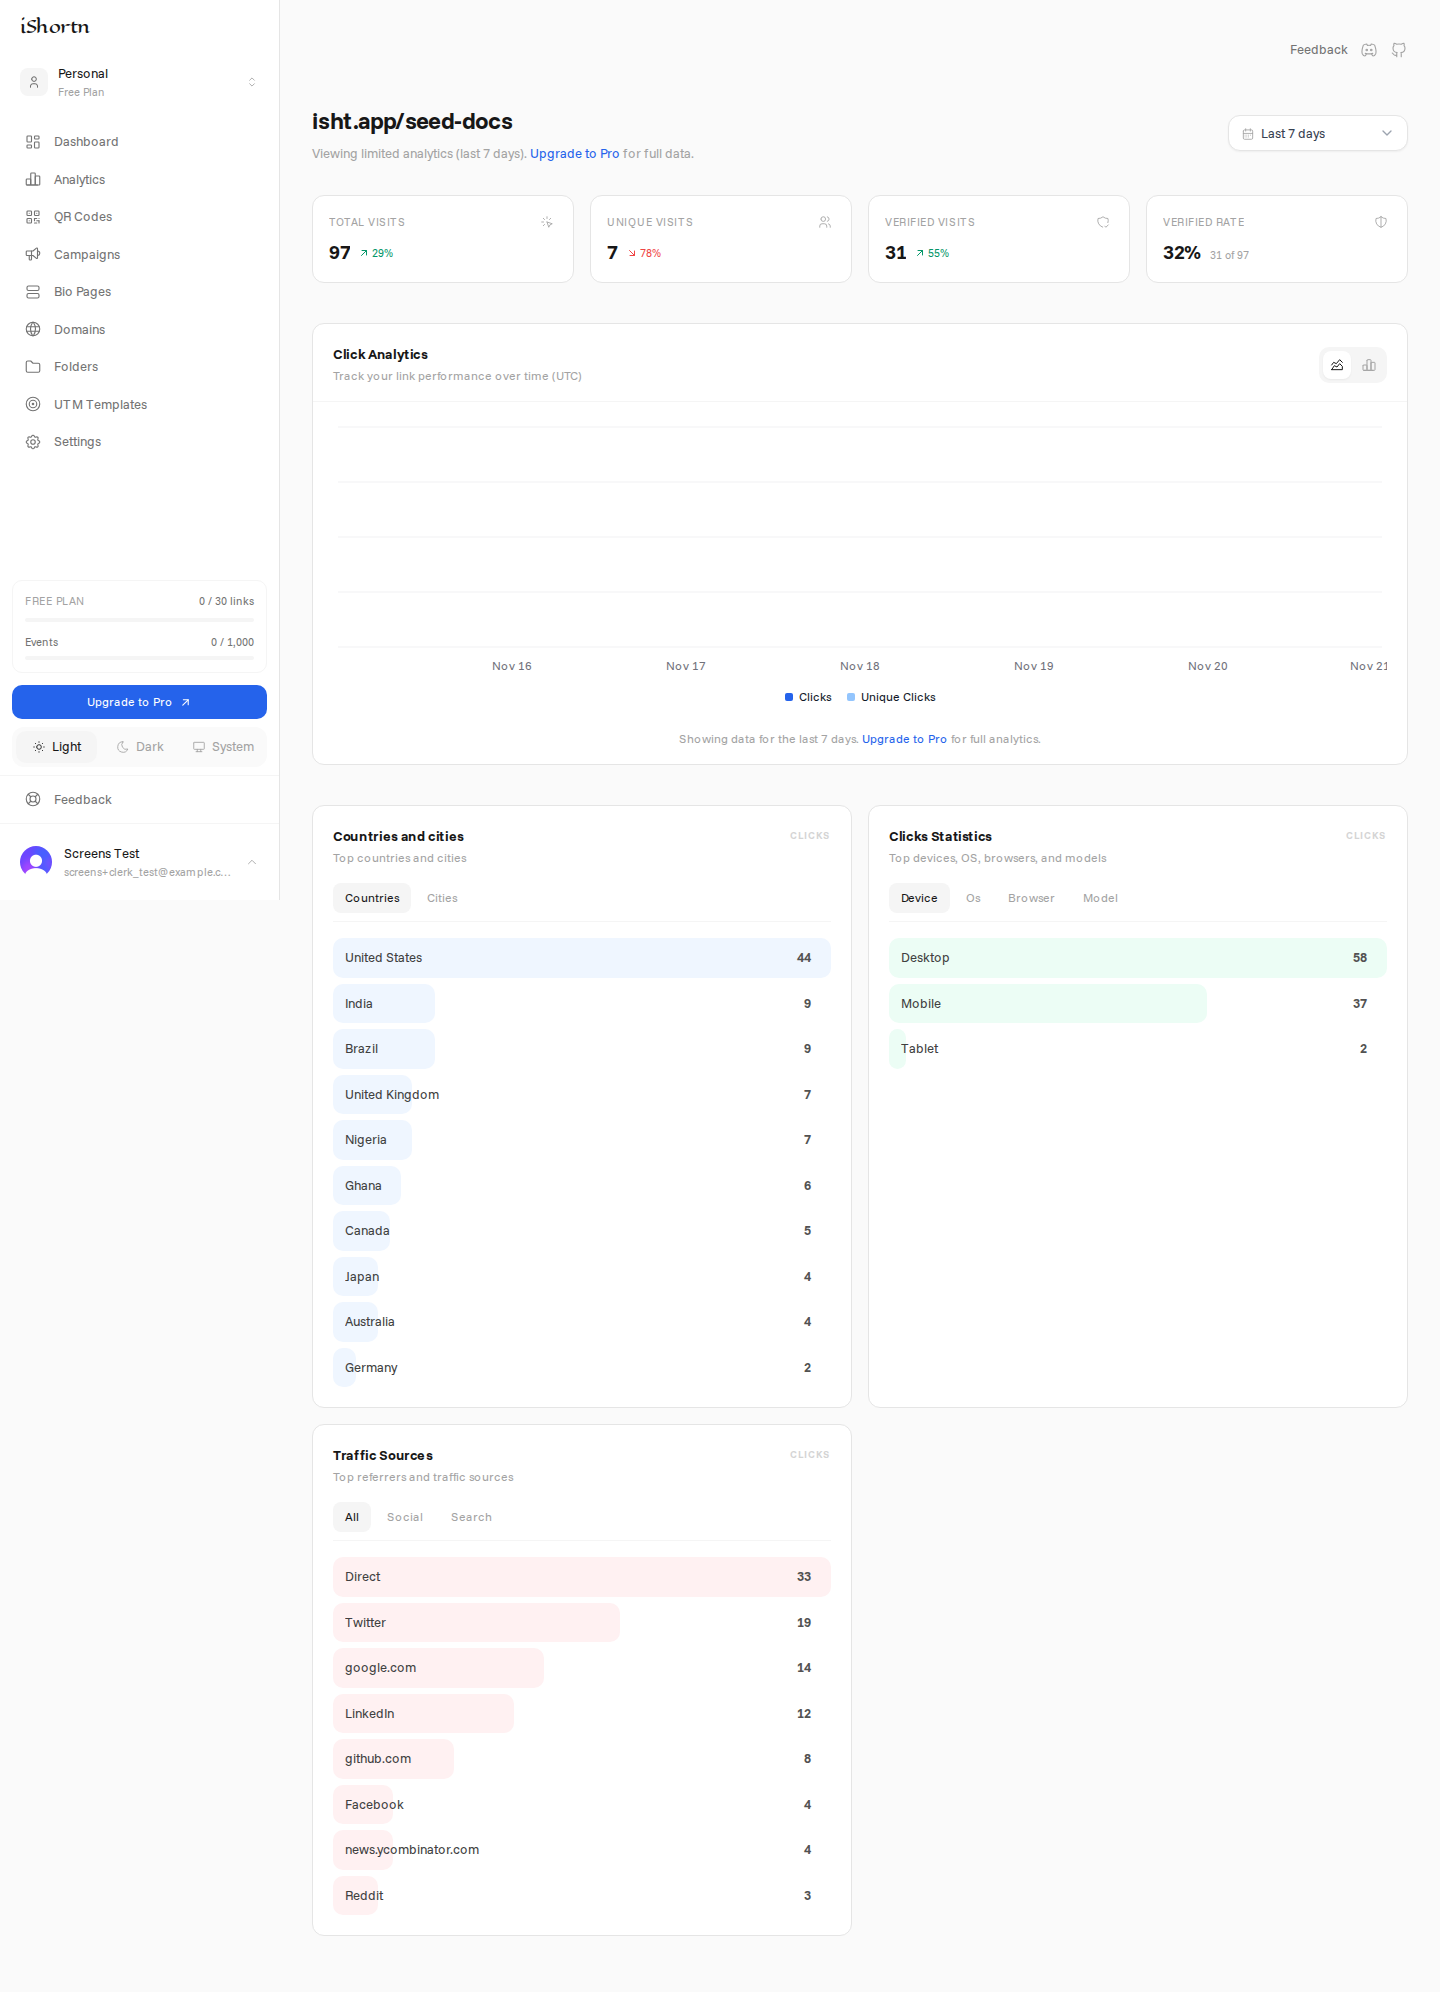 iShortn
Personal
Free Plan
Dashboard
Analytics
QR Codes
Campaigns
Bio Pages
Domains
Folders
UTM Templates
Settings
FREE PLAN 0 / 30 links
Events 0 / 1,000
Upgrade to Pro
Light Dark System
Feedback
Screens Test
screens+clerk_test@example.c...
Feedback
isht.app/seed-docs
Viewing limited analytics (last 7 days). Upgrade to Pro for full data.
Last 7 days
TOTAL VISITS
97 29%
UNIQUE VISITS
7 78%
VERIFIED VISITS
31 55%
VERIFIED RATE
32% 31 of 97
Click Analytics
Track your link performance over time (UTC)
Nov 16 Nov 17 Nov 18 Nov 19 Nov 20 Nov 21
Clicks Unique Clicks
Showing data for the last 7 days. Upgrade to Pro for full analytics.
Countries and cities CLICKS
Top countries and cities
Countries Cities
United States 44
India 9
Brazil 9
United Kingdom 7
Nigeria 7
Ghana 6
Canada 5
Japan 4
Australia 4
Germany 2
Clicks Statistics CLICKS
Top devices, OS, browsers, and models
Device Os Browser Model
Desktop 58
Mobile 37
Tablet 2
Traffic Sources CLICKS
Top referrers and traffic sources
All Social Search
Direct 33
Twitter 19
google.com 14
LinkedIn 12
github.com 8
Facebook 4
news.ycombinator.com 4
Reddit 3